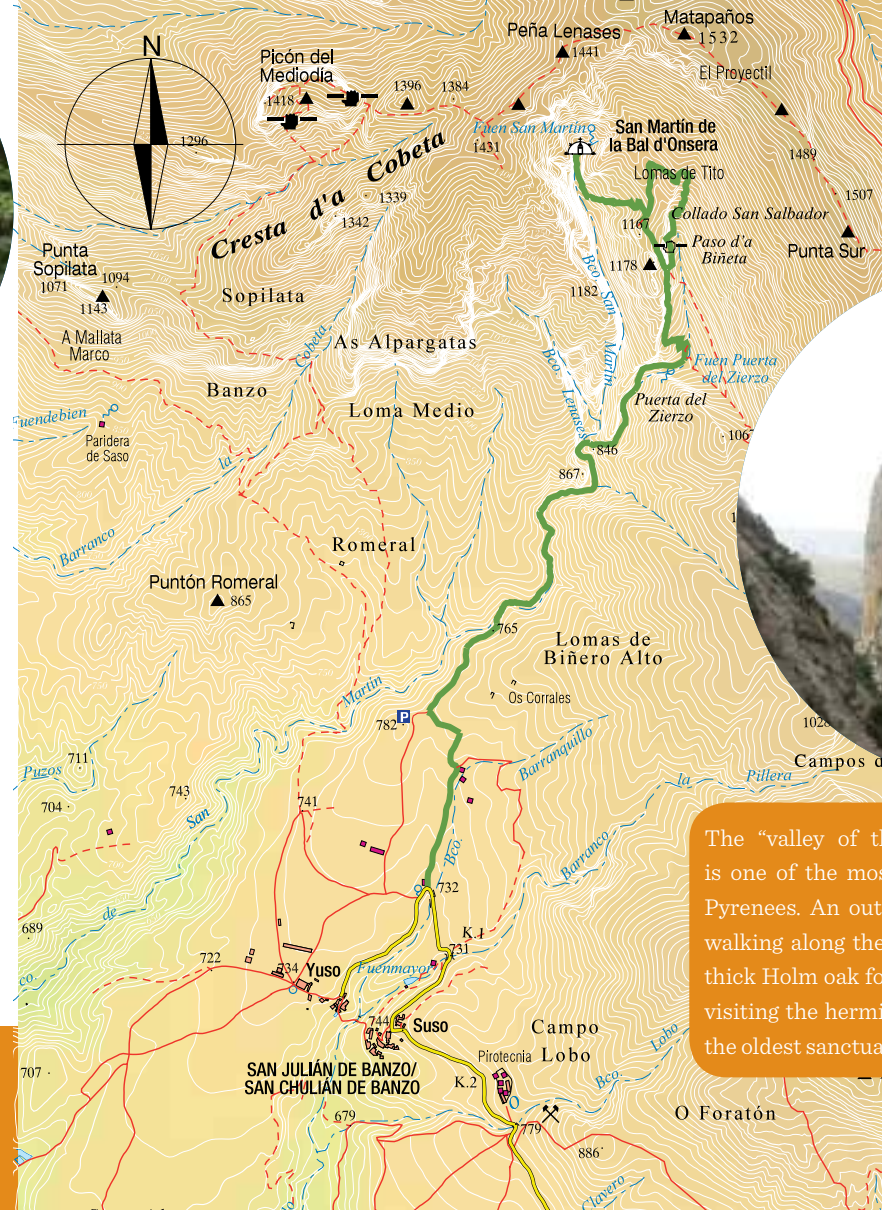 N
Picón del
Mediodía
1418
1396
1384
Peña Lenases
1441
Matapaños
1532
El Proyectil
1296
Fuen San Martín
1431
San Martín de
la Bal d'Onsera
Lomas de Tito
1489
1507
Cresta d'a Cobeta
1339
1342
1167
Collado San Salbador
Paso d'a
Biñeta
1178
Punta Sur
Punta
Sopilata
1071
1094
1143
Sopilata
1182
Bco. San
Martín
A Mallata
Marco
Cobeta
As Alpargatas
Bco.
Lenases
Fuen Puerta
del Zierzo
Banzo
Loma Medio
Puerta del
Zierzo
Fuendebien
Paridera
de Saso
la
Barranco
846
867
106
1
Romeral
Puntón Romeral
865
765
Lomas de
Biñero Alto
Martín
Os Corrales
P
782
1028
711
Puzos
743
704
San
Barranquillo
Campos d
la
Pillera
741
Barranco
Bco.
de
The “valley of th
is one of the mos
Pyrenees. An out
walking along the
thick Holm oak fo
visiting the hermi
the oldest sanctua
732
689
co.
722
734
Yuso
K.1
731
Fuenmayor
744
Suso
Campo
Lobo
Pirotecnia
Bco.
Lobo
SAN JULIÁN DE BANZO/
SAN CHULIÁN DE BANZO
K.2
707
679
779
O Foratón
886
Clavero